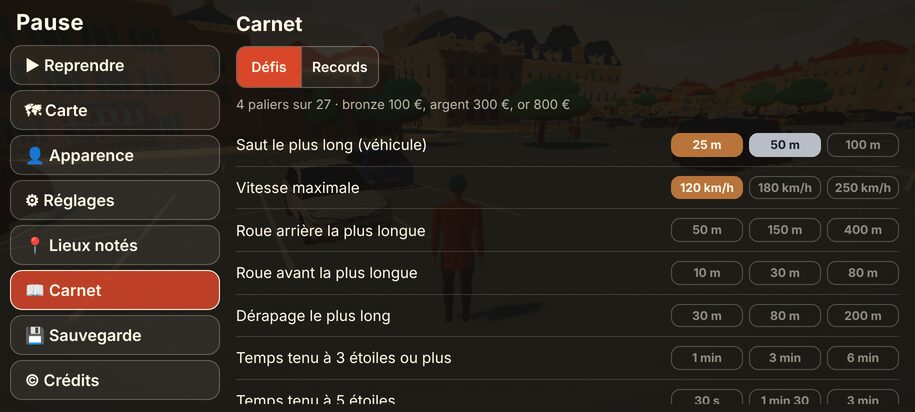 Pause
Reprendre
Carte
Apparence
Réglages
Lieux notés
Carnet
Sauvegarde
© Crédits
Carnet
Défis Records
4 paliers sur 27 · bronze 100 €, argent 300 €, or 800 €
Saut le plus long (véhicule) 25 m 50 m 100 m
Vitesse maximale 120 km/h 180 km/h 250 km/h
Roue arrière la plus longue 50 m 150 m 400 m
Roue avant la plus longue 10 m 30 m 80 m
Dérapage le plus long 30 m 80 m 200 m
Temps tenu à 3 étoiles ou plus 1 min 3 min 6 min
Temps tenu à 5 étoiles 30 s 1 min 30 3 min